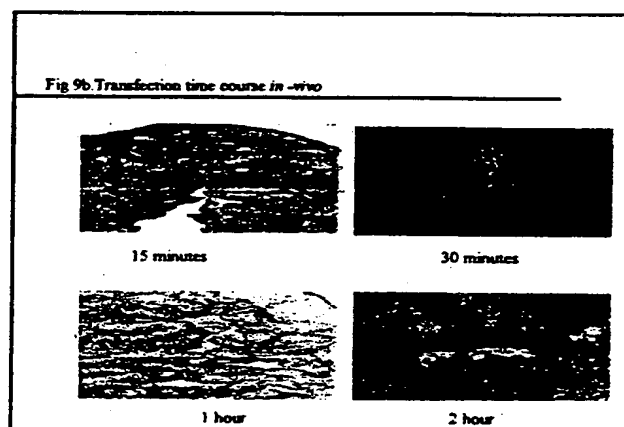 Fig 9b.Transfection time course in -vivo
15 minutes
30 minutes
1 hour
2 hour